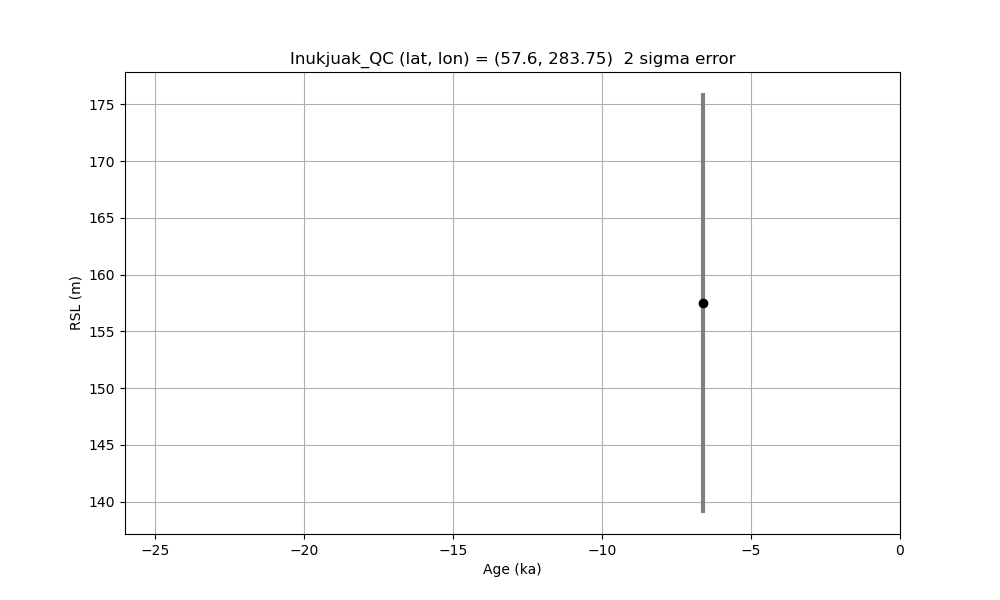 Inukjuak_QC (lat, lon) = (57.6, 283.75)  2 sigma error
RSL (m)
175
170
165
160
155
150
145
140
−25 −20 −15 −10 −5 0
Age (ka)